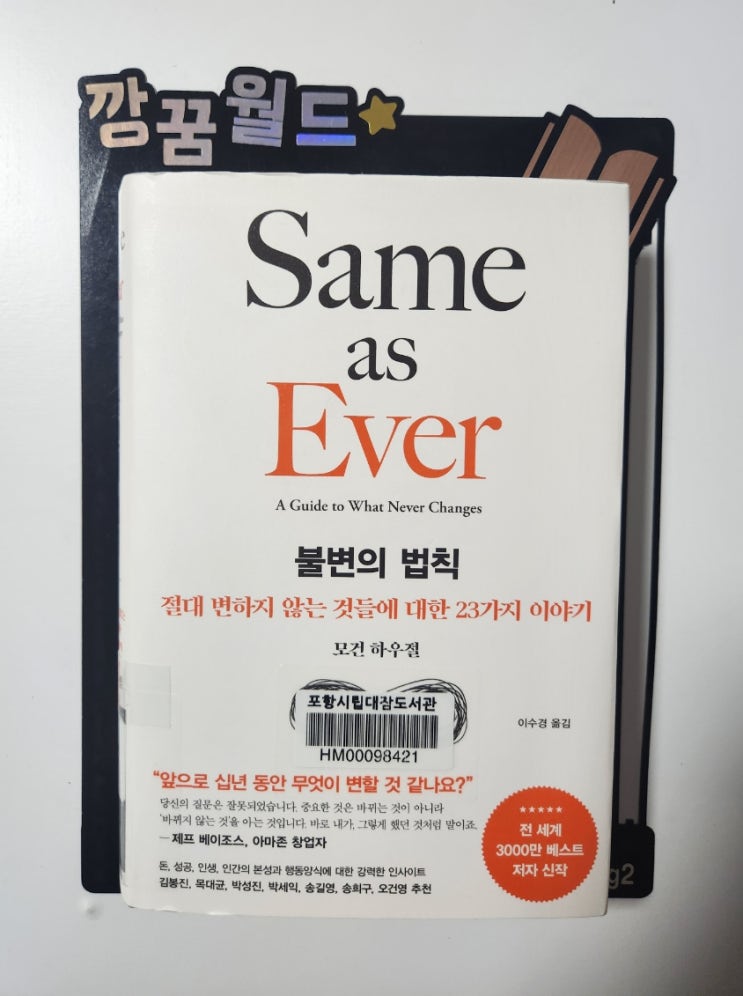 깡꿈월드
Same
as
Ever
A Guide to What Never Changes
불변의 법칙
절대 변하지 않는 것들에 대한 23가지 이야기
모건 하우절
포항시립대잠도서관
HM00098421
이수경 옮김
“앞으로 십년 동안 무엇이 변할 것 같나요?”
당신의 질문은 잘못되었습니다. 중요한 것은 바뀌는 것이 아니라
‘바뀌지 않는 것’을 아는 것입니다. 바로 내가, 그렇게 했던 것처럼 말이죠.
— 제프 베이조스, 아마존 창업자
돈, 성공, 인생, 인간의 본성과 행동양식에 대한 강력한 인사이트
김봉진, 목대균, 박성진, 박세익, 송길영, 송희구, 오건영 추천
★★★★★
전 세계
3000만 베스트
저자 신작
g2